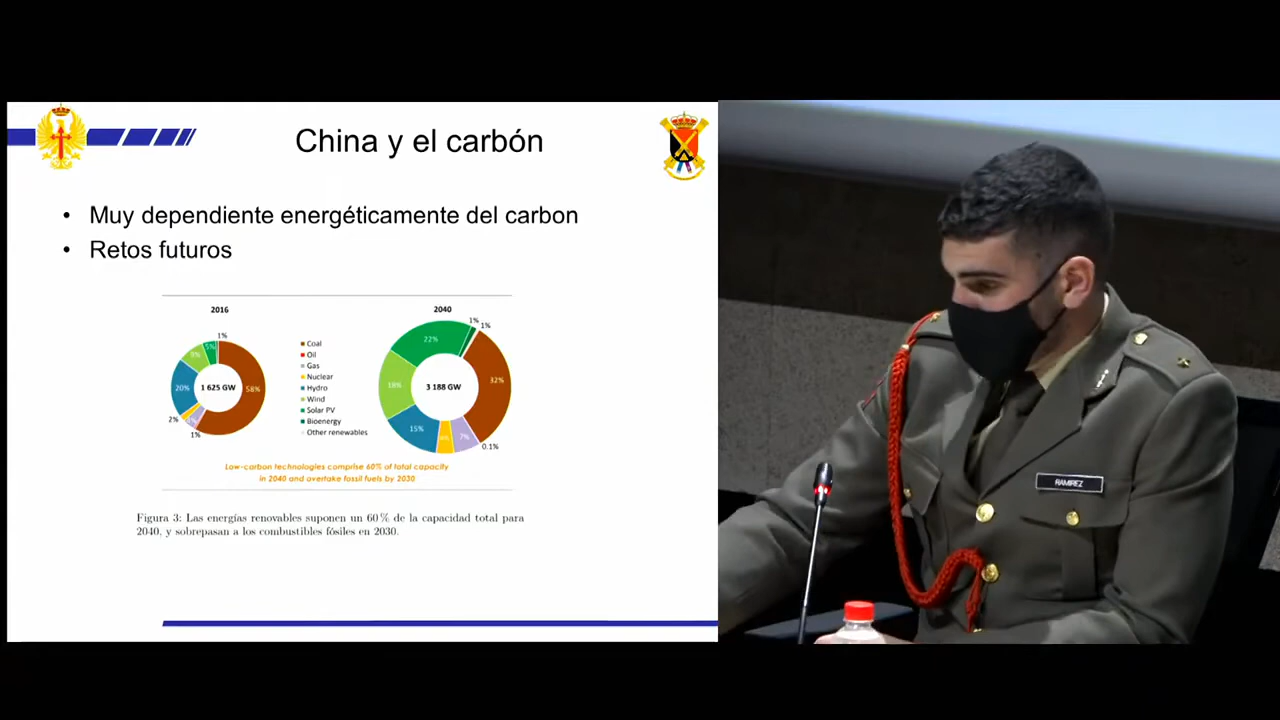 China y el carbón
• Muy dependiente energéticamente del carbon
• Retos futuros
2016
2040
1%
5%
9%
20%
2%
1%
58%
1 625 GW
Coal
Oil
Gas
Nuclear
Hydro
Wind
Solar PV
Bioenergy
Other renewables
1%
1%
22%
18%
15%
7%
0.1%
32%
3 188 GW
Low-carbon technologies comprise 60% of total capacity
in 2040 and overtake fossil fuels by 2030
Figura 3: Las energías renovables suponen un 60 % de la capacidad total para
2040, y sobrepasan a los combustibles fósiles en 2030.
RAMIREZ